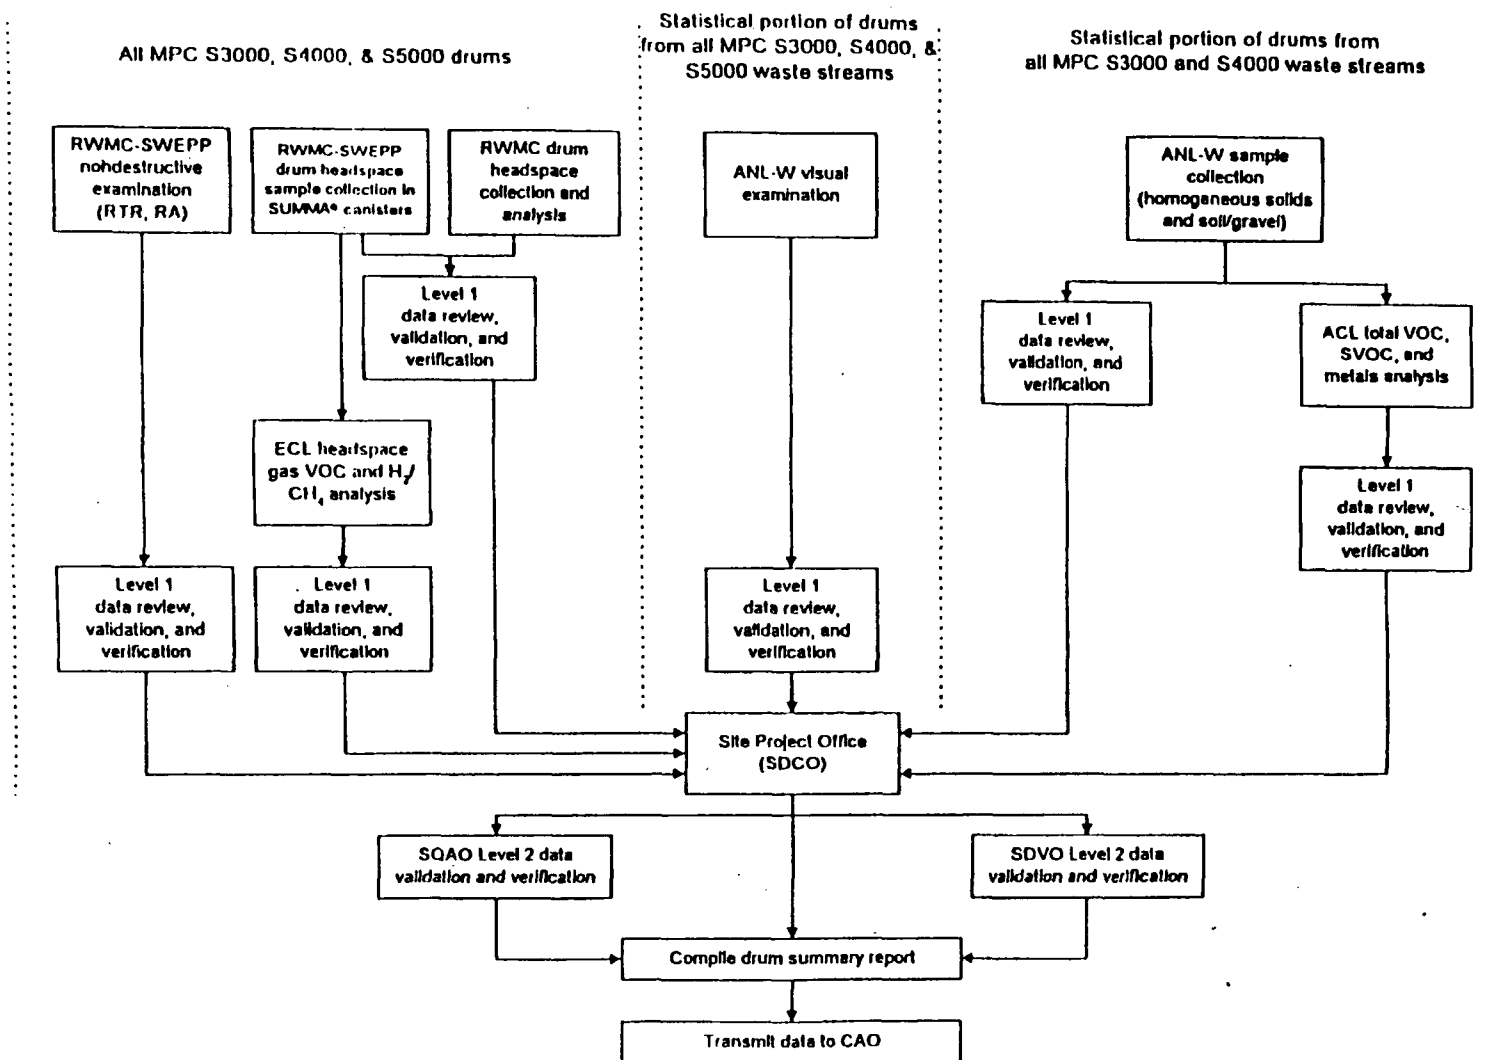 All MPC S3000, S4000, & S5000 drums
Statistical portion of drums
from all MPC S3000, S4000, &
S5000 waste streams
Statistical portion of drums from
all MPC S3000 and S4000 waste streams
RWMC-SWEPP
nohdestructive
examination
(RTR, RA)
RWMC-SWEPP
drum headspace
sample collection in
SUMMA® canisters
RWMC drum
headspace
collection and
analysis
ANL-W visual
examination
ANL-W sample
collection
(homogeneous solids
and soil/gravel)
Level 1
data review,
validation, and
verification
Level 1
data review,
validation, and
verification
ACL total VOC,
SVOC, and
metals analysis
ECL headspace
gas VOC and H₂/
CH₄ analysis
Level 1
data review,
validation, and
verification
Level 1
data review,
validation, and
verification
Level 1
data review,
validation, and
verification
Level 1
data review,
validation, and
verification
Site Project Office
(SDCO)
SQAO Level 2 data
validation and verification
SDVO Level 2 data
validation and verification
Compile drum summary report
Transmit data to CAO